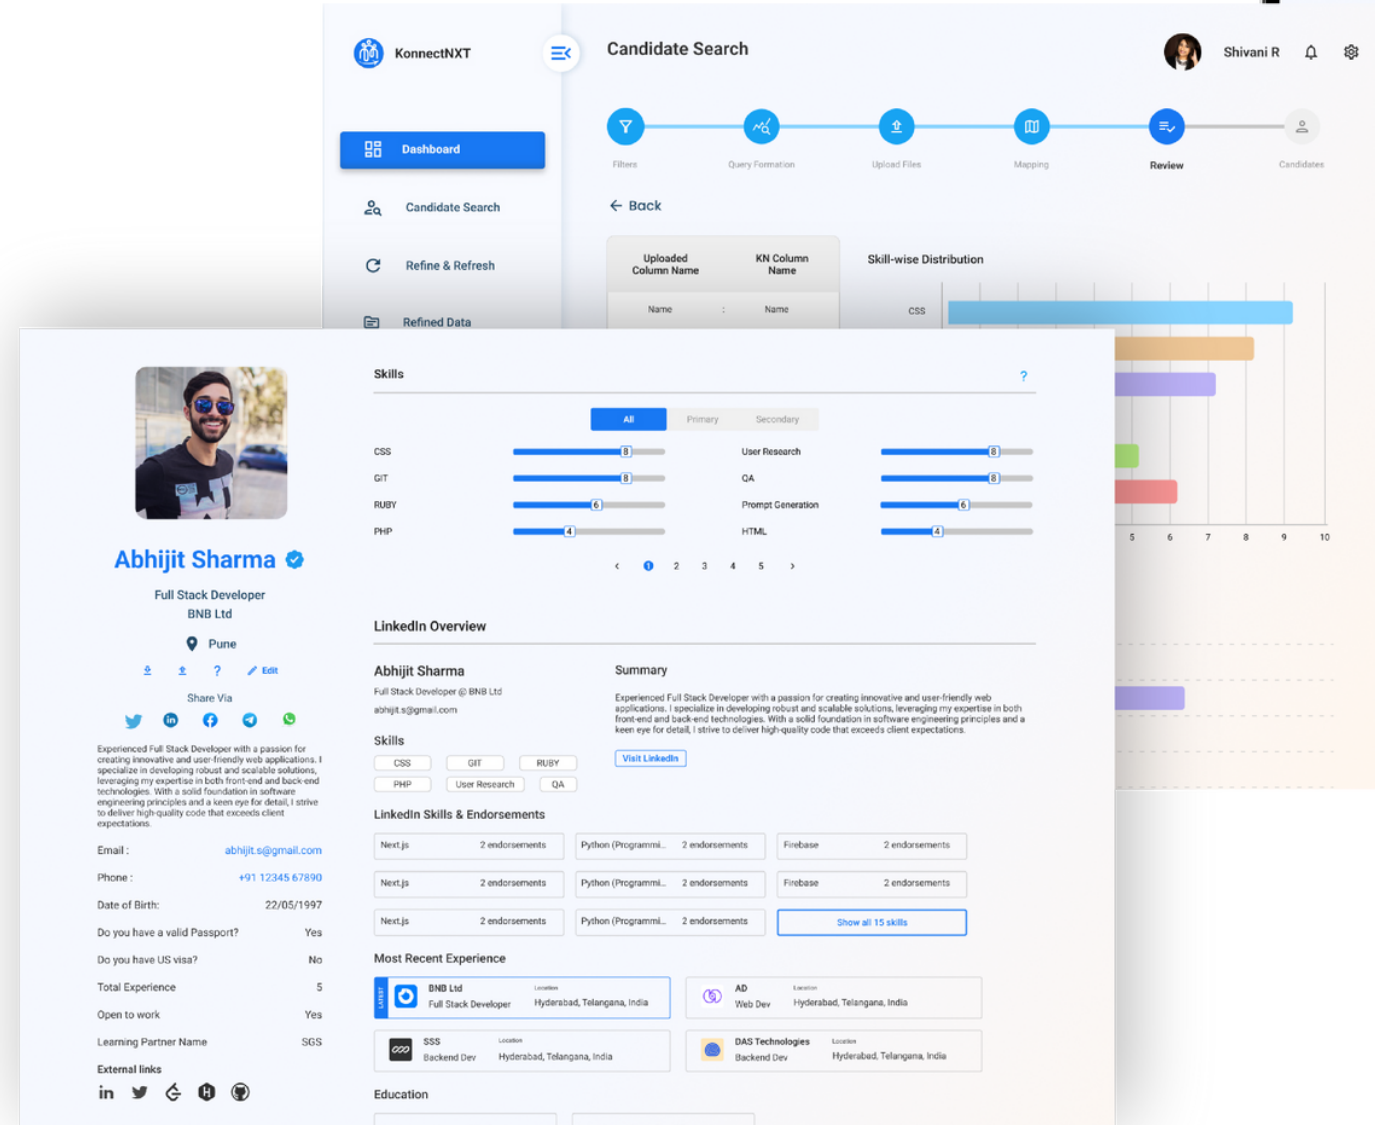 KonnectNXT
Candidate Search
Shivani R
Filters
Query Formation
Upload Files
Mapping
Review
Candidates
Dashboard
Candidate Search
Refine & Refresh
Refined Data
← Back
Uploaded Column Name
KN Column Name
Name : Name
Skill-wise Distribution
CSS
5 6 7 8 9 10
Abhijit Sharma
Full Stack Developer
BNB Ltd
Pune
? Edit
Share Via
Experienced Full Stack Developer with a passion for
creating innovative and user-friendly web applications. I
specialize in developing robust and scalable solutions,
leveraging my expertise in both front-end and back-end
technologies. With a solid foundation in software
engineering principles and a keen eye for detail, I strive
to deliver high-quality code that exceeds client
expectations.
Email : abhijit.s@gmail.com
Phone : +91 12345 67890
Date of Birth: 22/05/1997
Do you have a valid Passport? Yes
Do you have US visa? No
Total Experience 5
Open to work Yes
Learning Partner Name SGS
External links
Skills
?
All Primary Secondary
CSS 8 User Research 8
GIT 8 QA 8
RUBY 6 Prompt Generation 6
PHP 4 HTML 4
‹ 1 2 3 4 5 ›
LinkedIn Overview
Abhijit Sharma
Full Stack Developer @ BNB Ltd
abhijit.s@gmail.com
Skills
CSS GIT RUBY
PHP User Research QA
Summary
Experienced Full Stack Developer with a passion for creating innovative and user-friendly web
applications. I specialize in developing robust and scalable solutions, leveraging my expertise in both
front-end and back-end technologies. With a solid foundation in software engineering principles and a
keen eye for detail, I strive to deliver high-quality code that exceeds client expectations.
Visit LinkedIn
LinkedIn Skills & Endorsements
Next.js 2 endorsements Python (Programmi... 2 endorsements Firebase 2 endorsements
Next.js 2 endorsements Python (Programmi... 2 endorsements Firebase 2 endorsements
Next.js 2 endorsements Python (Programmi... 2 endorsements Show all 15 skills
Most Recent Experience
LATEST
BNB Ltd
Full Stack Developer
Location
Hyderabad, Telangana, India
AD
Web Dev
Location
Hyderabad, Telangana, India
SSS
Backend Dev
Location
Hyderabad, Telangana, India
DAS Technologies
Backend Dev
Location
Hyderabad, Telangana, India
Education